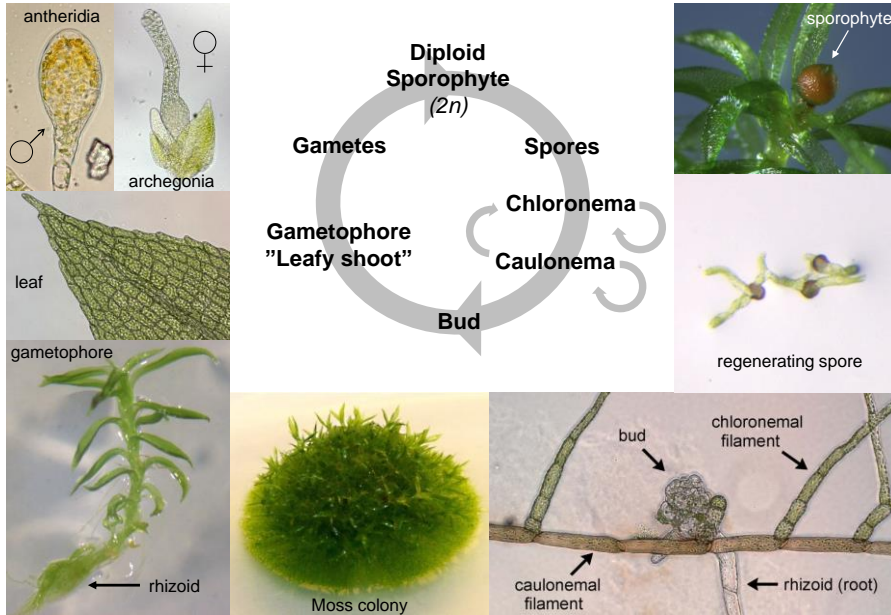 antheridia
♀
♂
archegonia
Diploid
Sporophyte
(2n)
Gametes
Spores
Chloronema
Gametophore
”Leafy shoot”
Caulonema
Bud
sporophyte
leaf
regenerating spore
gametophore
rhizoid
Moss colony
bud
chloronemal
filament
caulonemal
filament
rhizoid (root)